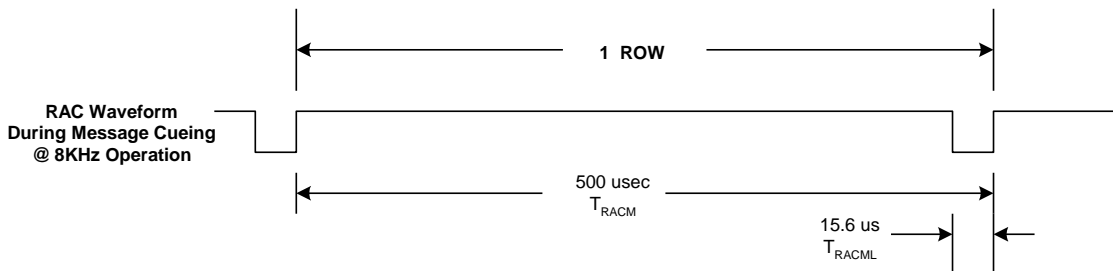 1 ROW
RAC Waveform
During Message Cueing
@ 8KHz Operation
500 usec
TRACM
15.6 us
TRACML